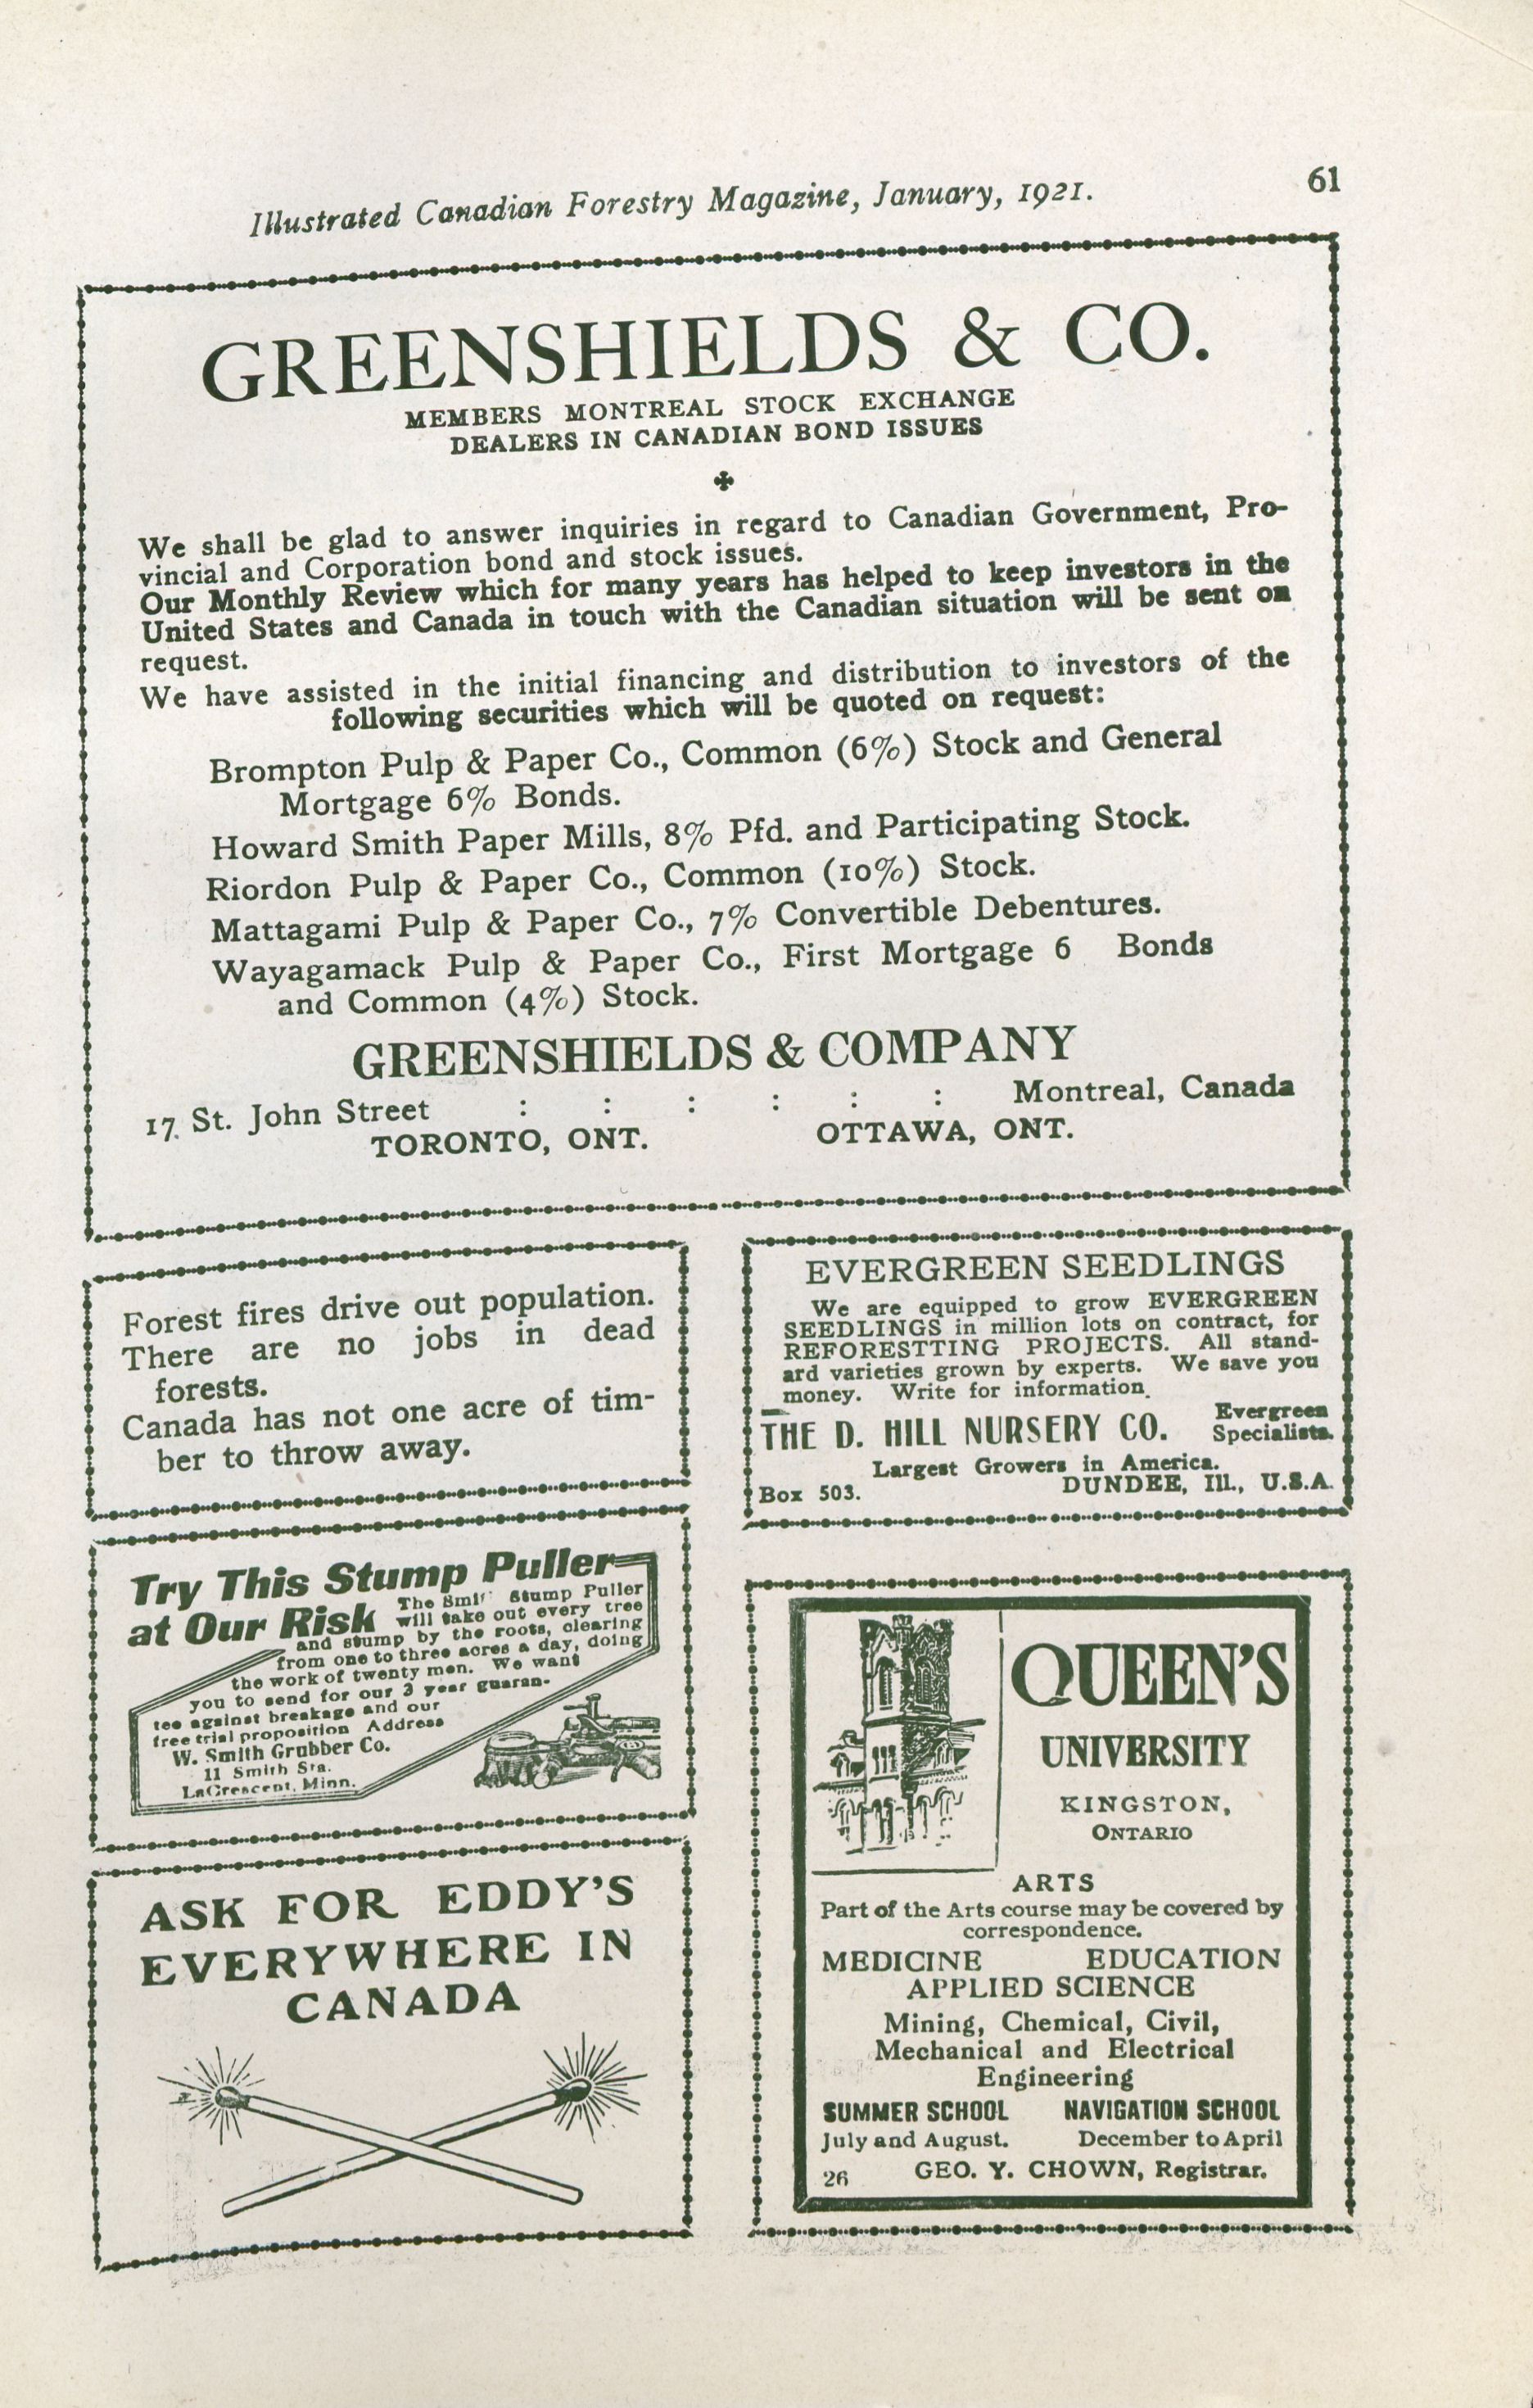 Illustrated Canadian Forestry Magazine, January, 1921.
61
GREENSHIELDS & CO.
MEMBERS MONTREAL STOCK EXCHANGE
DEALERS IN CANADIAN BOND ISSUES
We shall be glad to answer inquiries in regard to Canadian Government, Pro-
vincial and Corporation bond and stock issues.
Our Monthly Review which for many years has helped to keep investors in the
United States and Canada in touch with the Canadian situation will be sent on
request.
We have assisted in the initial financing and distribution to investors of the
following securities which will be quoted on request:
Brompton Pulp & Paper Co., Common (6%) Stock and General
Mortgage 6% Bonds.
Howard Smith Paper Mills, 8% Pfd. and Participating Stock.
Riordon Pulp & Paper Co., Common (10%) Stock.
Mattagami Pulp & Paper Co., 7% Convertible Debentures.
Wayagamack Pulp & Paper Co., First Mortgage 6 Bonds
and Common (4%) Stock.
GREENSHIELDS & COMPANY
17 St. John Street : : : : : : Montreal, Canada
TORONTO, ONT. OTTAWA, ONT.
Forest fires drive out population.
There are no jobs in dead
forests.
Canada has not one acre of tim-
ber to throw away.
Try This Stump Puller
at Our Risk
The Smi Stump Puller
will take out every tree
and stump by the roots, clearing
from one to three acres a day, doing
the work of twenty men. We want
you to send for our 3 year guaran-
tee against breakage and our
free trial proposition Address
W. Smith Grubber Co.
11 Smith Sta.
LaCrescent, Minn.
ASK FOR EDDY'S
EVERYWHERE IN
CANADA
EVERGREEN SEEDLINGS
We are equipped to grow EVERGREEN
SEEDLINGS in million lots on contract, for
REFORESTTING PROJECTS. All stand-
ard varieties grown by experts. We save you
money. Write for information.
THE D. HILL NURSERY CO. Evergreen
Specialists.
Largest Growers in America.
Box 503. DUNDEE, Ill., U.S.A.
QUEEN'S
UNIVERSITY
KINGSTON,
ONTARIO
ARTS
Part of the Arts course may be covered by
correspondence.
MEDICINE EDUCATION
APPLIED SCIENCE
Mining, Chemical, Civil,
Mechanical and Electrical
Engineering
SUMMER SCHOOL NAVIGATION SCHOOL
July and August. December to April
26 GEO. Y. CHOWN, Registrar.